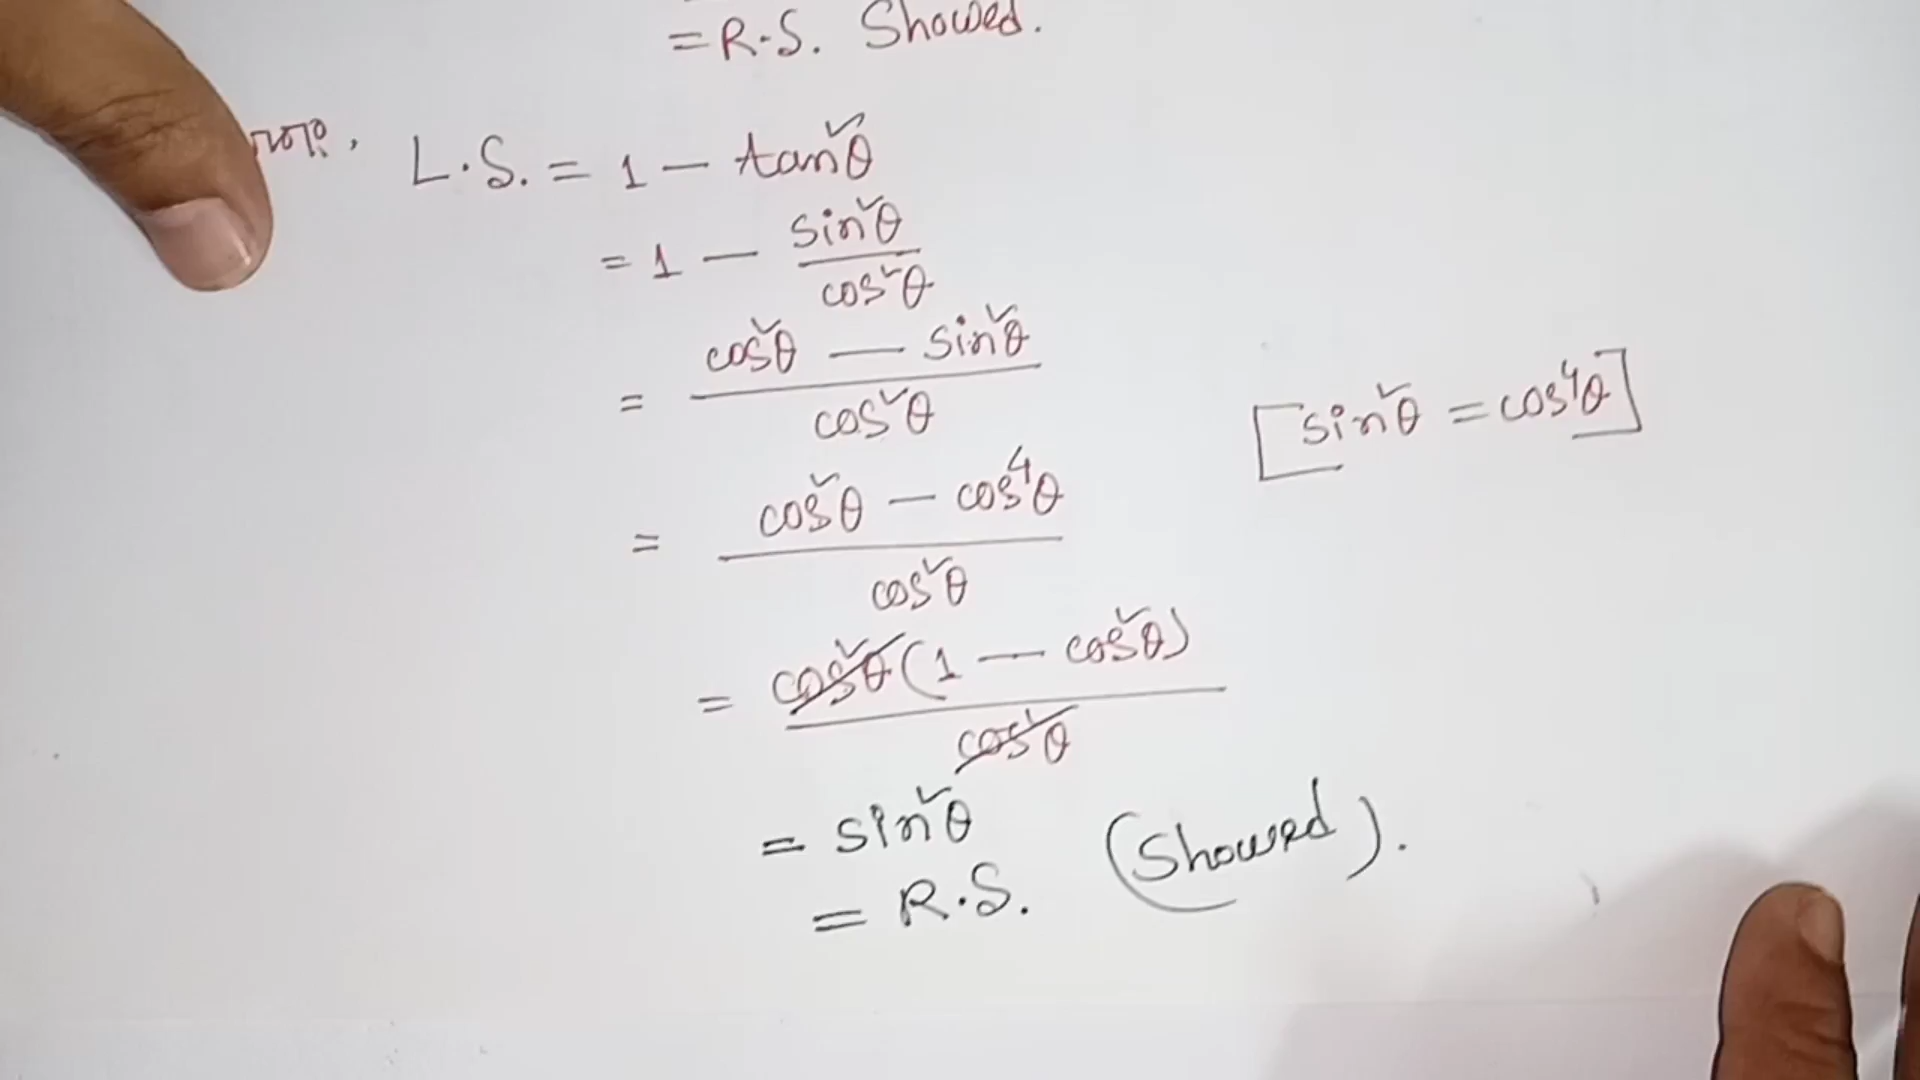 = R.S. Showed.
L.S. = 1 − tan²θ
= 1 − sin²θ / cos²θ
= (cos²θ − sin²θ) / cos²θ
[sin²θ = cos⁴θ]
= (cos²θ − cos⁴θ) / cos²θ
= cos²θ(1 − cos²θ) / cos²θ
= sin²θ
= R.S. (Showed).